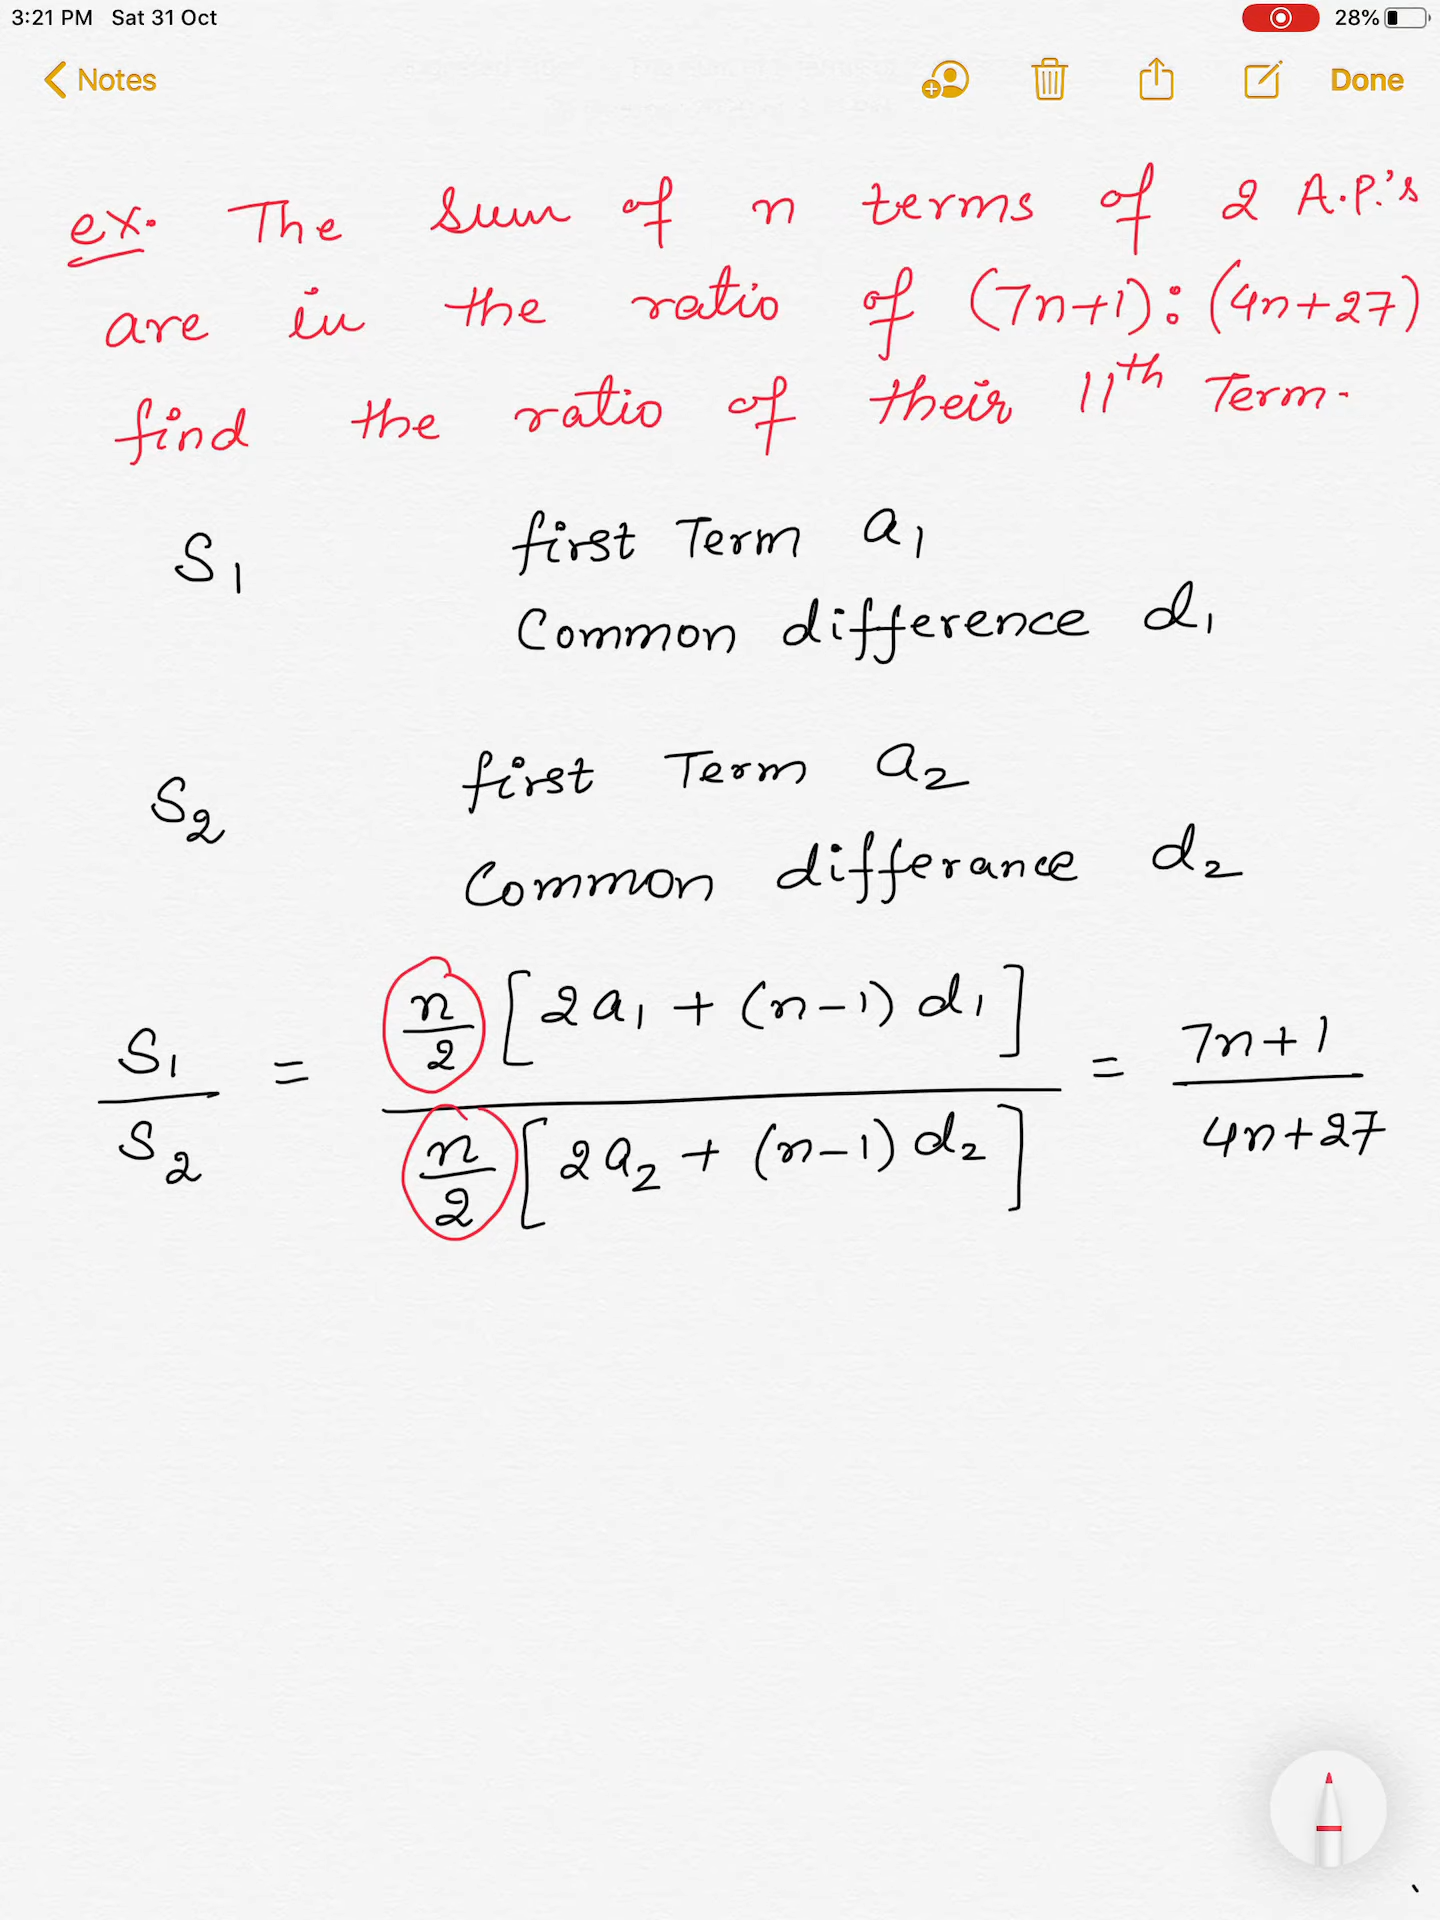 3:21 PM Sat 31 Oct 28%
Notes Done
ex. The Sum of n terms of 2 A.P.'s
are in the ratio of (7n+1):(4n+27)
find the ratio of their 11th Term.
S1 first Term a1
Common difference d1
S2 first Term a2
Common differance d2
S1/S2 = n/2 [2a1 + (n-1) d1] / n/2 [2a2 + (n-1) d2] = 7n+1 / 4n+27